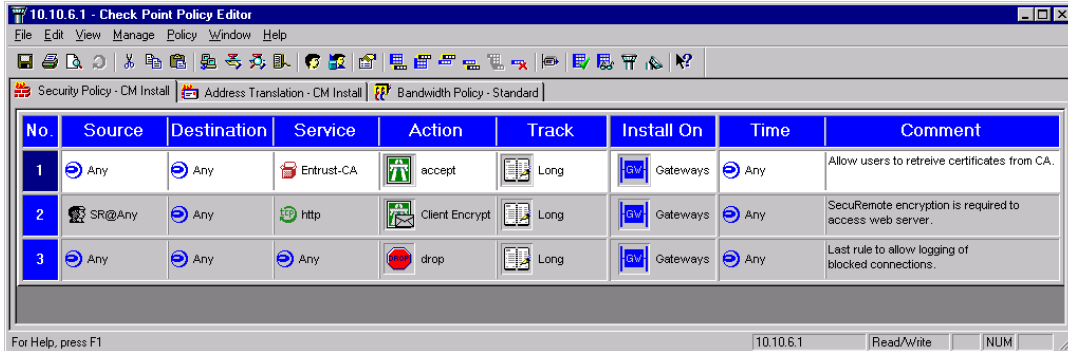 10.10.6.1 - Check Point Policy Editor
File Edit View Manage Policy Window Help
Security Policy - CM Install Address Translation - CM Install Bandwidth Policy - Standard
No. Source Destination Service Action Track Install On Time Comment
1 Any Any Entrust-CA accept Long GW Gateways Any Allow users to retreive certificates from CA.
2 SR@Any Any TCP http Client Encrypt Long GW Gateways Any SecuRemote encryption is required to
access web server.
3 Any Any Any DROP drop Long GW Gateways Any Last rule to allow logging of
blocked connections.
For Help, press F1 10.10.6.1 Read/Write NUM